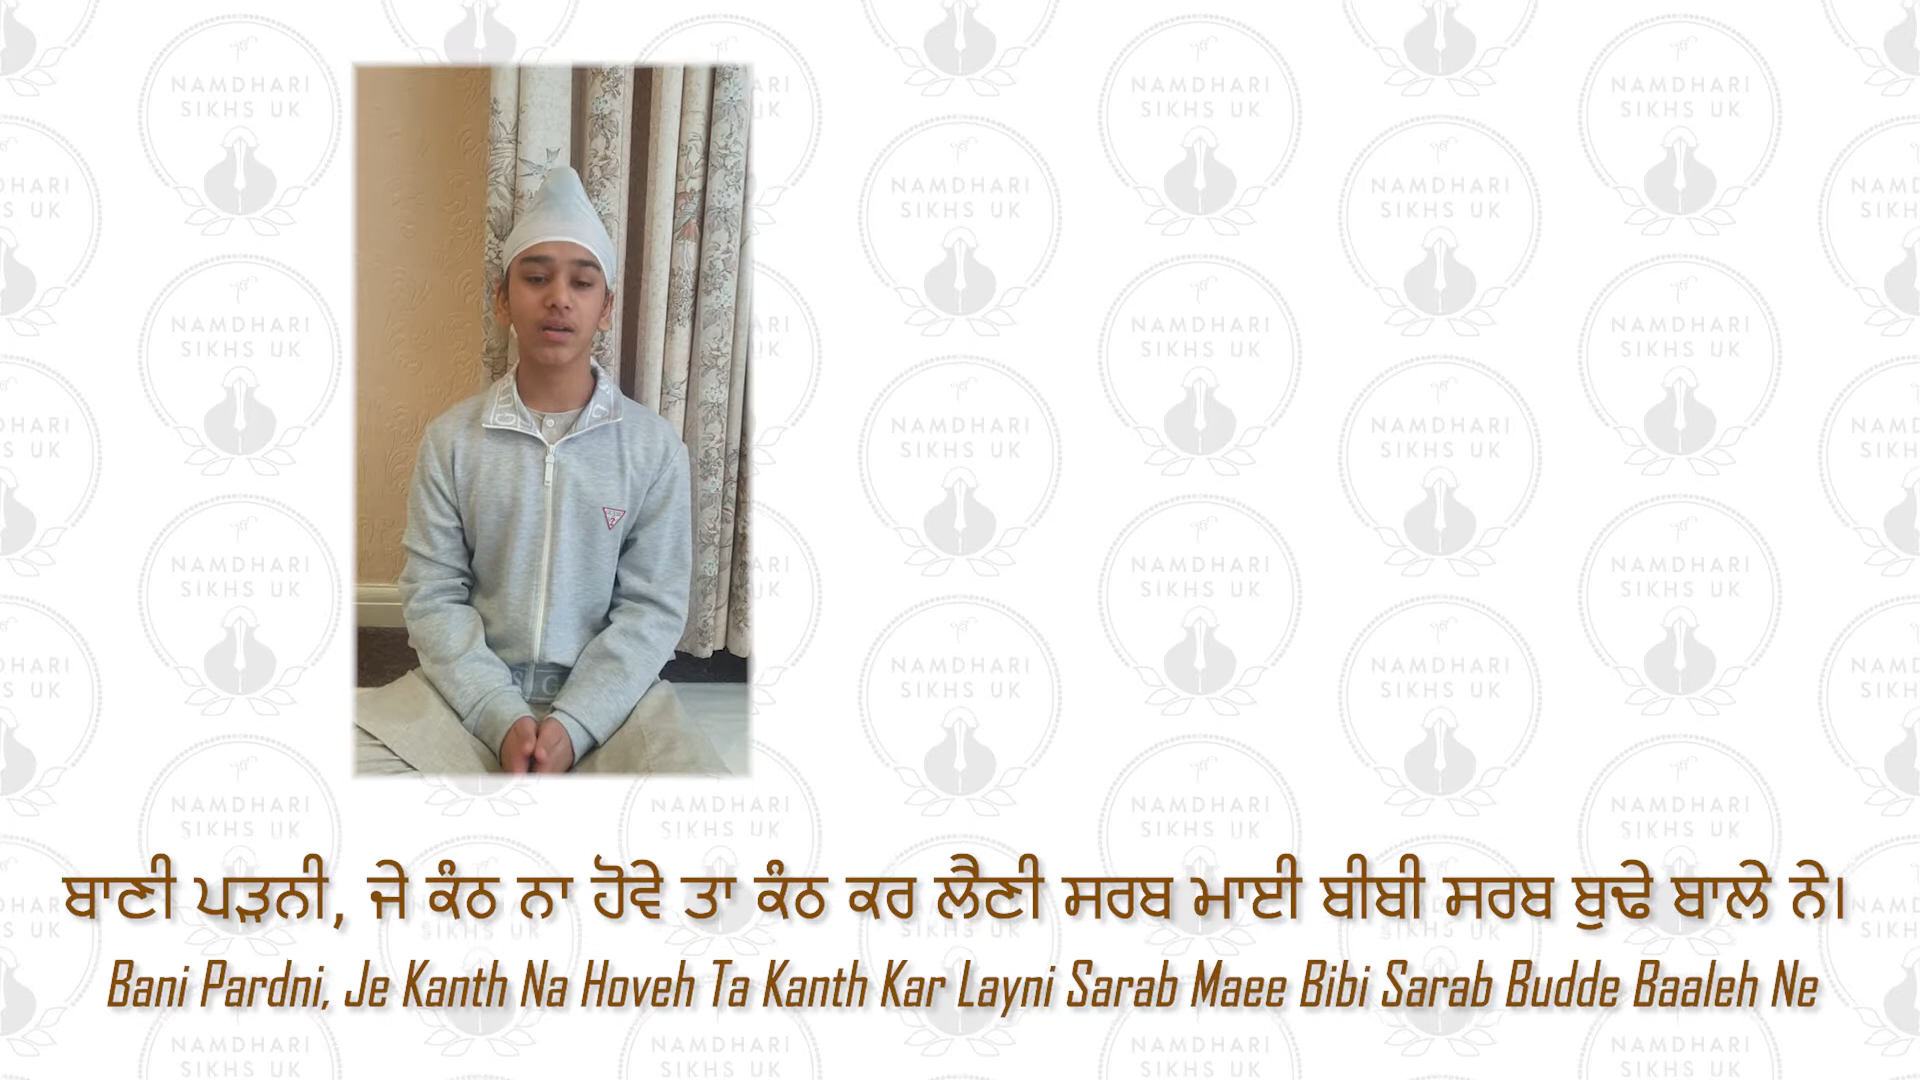 NAMDHARI
SIKHS UK
ਬਾਣੀ ਪੜਨੀ, ਜੇ ਕੰਠ ਨਾ ਹੋਵੇ ਤਾ ਕੰਠ ਕਰ ਲੈਣੀ ਸਰਬ ਮਾਈ ਬੀਬੀ ਸਰਬ ਬੁਢੇ ਬਾਲੇ ਨੇ।
Bani Pardni, Je Kanth Na Hoveh Ta Kanth Kar Layni Sarab Maee Bibi Sarab Budde Baaleh Ne